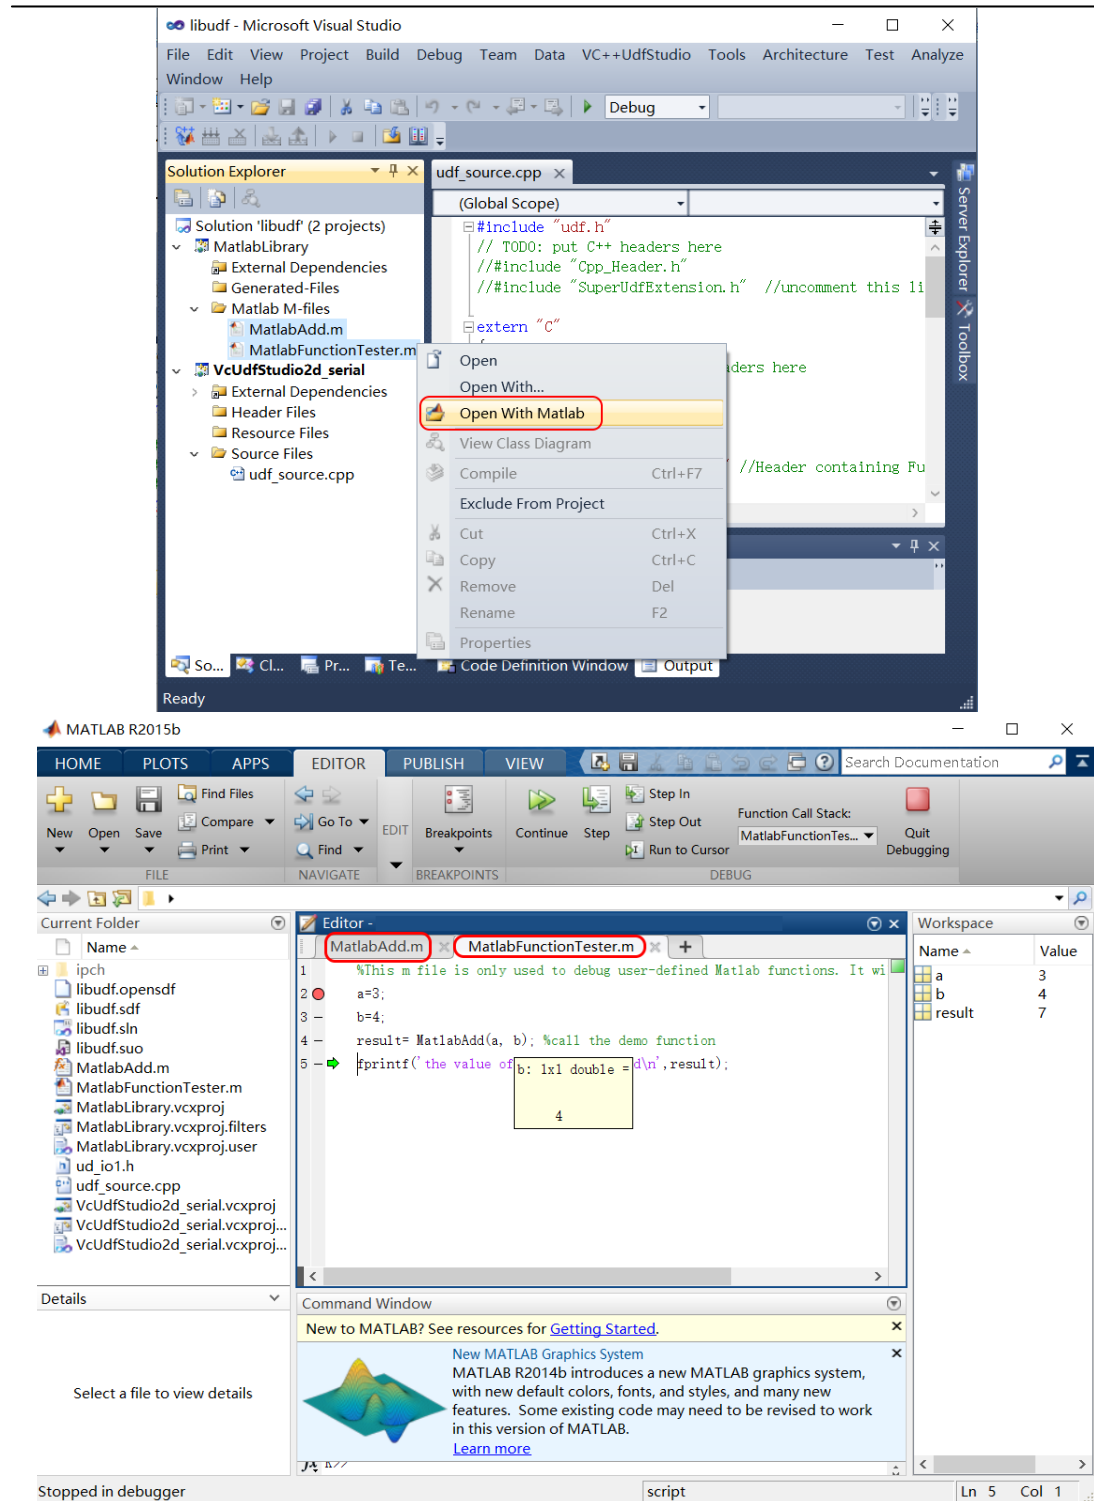 libudf - Microsoft Visual Studio
File Edit View Project Build Debug Team Data VC++UdfStudio Tools Architecture Test Analyze
Window Help
Debug
Solution Explorer
udf_source.cpp
(Global Scope)
Solution 'libudf' (2 projects)
MatlabLibrary
External Dependencies
Generated-Files
Matlab M-files
MatlabAdd.m
MatlabFunctionTester.m
VcUdfStudio2d_serial
External Dependencies
Header Files
Resource Files
Source Files
udf_source.cpp
#include "udf.h"
// TODO: put C++ headers here
//#include "Cpp_Header.h"
//#include "SuperUdfExtension.h" //uncomment this li
extern "C"
{
ders here
//Header containing Fu
Open
Open With...
Open With Matlab
View Class Diagram
Compile Ctrl+F7
Exclude From Project
Cut Ctrl+X
Copy Ctrl+C
Remove Del
Rename F2
Properties
Server Explorer
Toolbox
So... Cl... Pr... Te... Code Definition Window Output
Ready
MATLAB R2015b
HOME PLOTS APPS EDITOR PUBLISH VIEW Search Documentation
New Open Save
Find Files
Compare
Print
FILE
Go To
Find
NAVIGATE
EDIT
Breakpoints
BREAKPOINTS
Continue Step
Step In
Step Out
Run to Cursor
Function Call Stack:
MatlabFunctionTes...
Quit Debugging
DEBUG
Current Folder
Name
ipch
libudf.opensdf
libudf.sdf
libudf.sln
libudf.suo
MatlabAdd.m
MatlabFunctionTester.m
MatlabLibrary.vcxproj
MatlabLibrary.vcxproj.filters
MatlabLibrary.vcxproj.user
ud_io1.h
udf_source.cpp
VcUdfStudio2d_serial.vcxproj
VcUdfStudio2d_serial.vcxproj...
VcUdfStudio2d_serial.vcxproj...
Details
Select a file to view details
Editor -
MatlabAdd.m MatlabFunctionTester.m
1 %This m file is only used to debug user-defined Matlab functions. It wi
2 a=3;
3 – b=4;
4 – result= MatlabAdd(a, b); %call the demo function
5 – fprintf('the value of d\n',result);
b: 1x1 double =
4
Command Window
New to MATLAB? See resources for Getting Started.
New MATLAB Graphics System
MATLAB R2014b introduces a new MATLAB graphics system,
with new default colors, fonts, and styles, and many new
features. Some existing code may need to be revised to work
in this version of MATLAB.
Learn more
Workspace
Name Value
a 3
b 4
result 7
Stopped in debugger script Ln 5 Col 1